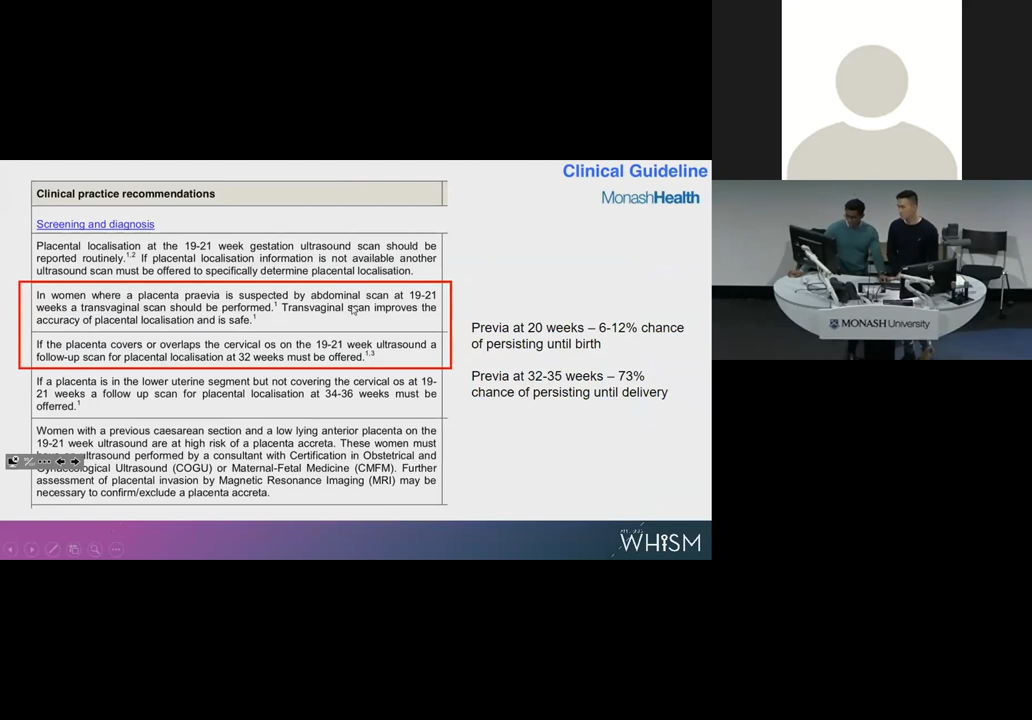 Clinical Guideline
MonashHealth
Clinical practice recommendations
Screening and diagnosis
Placental localisation at the 19-21 week gestation ultrasound scan should be
reported routinely.1,2 If placental localisation information is not available another
ultrasound scan must be offered to specifically determine placental localisation.
In women where a placenta praevia is suspected by abdominal scan at 19-21
weeks a transvaginal scan should be performed.1 Transvaginal scan improves the
accuracy of placental localisation and is safe.1
If the placenta covers or overlaps the cervical os on the 19-21 week ultrasound a
follow-up scan for placental localisation at 32 weeks must be offered.1,3
If a placenta is in the lower uterine segment but not covering the cervical os at 19-
21 weeks a follow up scan for placental localisation at 34-36 weeks must be
offerred.1
Women with a previous caesarean section and a low lying anterior placenta on the
19-21 week ultrasound are at high risk of a placenta accreta. These women must
ultrasound performed by a consultant with Certification in Obstetrical and
Ultrasound (COGU) or Maternal-Fetal Medicine (CMFM). Further
assessment of placental invasion by Magnetic Resonance Imaging (MRI) may be
necessary to confirm/exclude a placenta accreta.
Previa at 20 weeks – 6-12% chance
of persisting until birth
Previa at 32-35 weeks – 73%
chance of persisting until delivery
WHISM
MONASH University